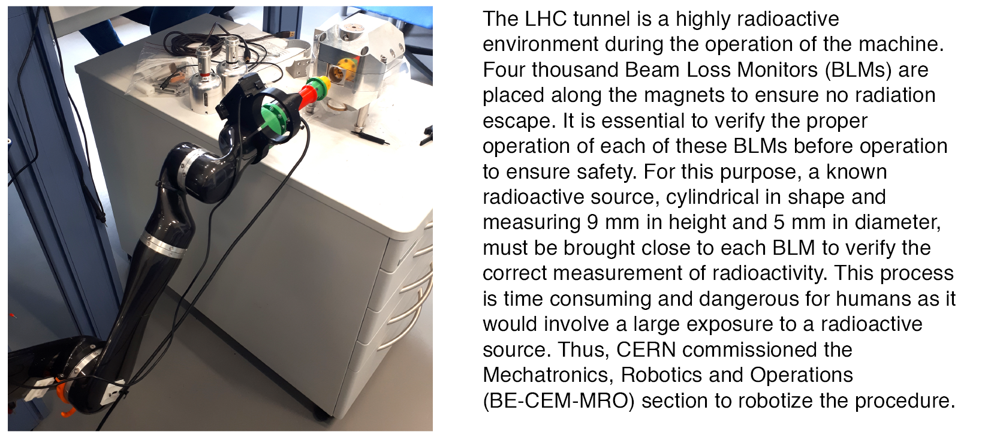 The LHC tunnel is a highly radioactive
environment during the operation of the machine.
Four thousand Beam Loss Monitors (BLMs) are
placed along the magnets to ensure no radiation
escape. It is essential to verify the proper
operation of each of these BLMs before operation
to ensure safety. For this purpose, a known
radioactive source, cylindrical in shape and
measuring 9 mm in height and 5 mm in diameter,
must be brought close to each BLM to verify the
correct measurement of radioactivity. This process
is time consuming and dangerous for humans as it
would involve a large exposure to a radioactive
source. Thus, CERN commissioned the
Mechatronics, Robotics and Operations
(BE-CEM-MRO) section to robotize the procedure.